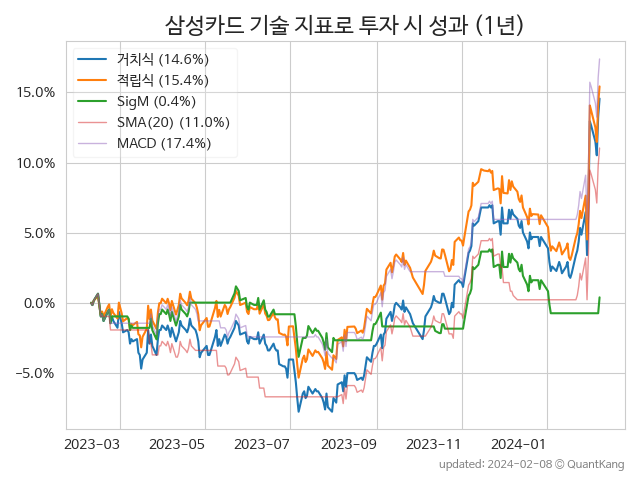 삼성카드 기술 지표로 투자 시 성과 (1년)
거치식 (14.6%)
적립식 (15.4%)
SigM (0.4%)
SMA(20) (11.0%)
MACD (17.4%)
15.0%
10.0%
5.0%
0.0%
−5.0%
2023-03 2023-05 2023-07 2023-09 2023-11 2024-01
updated: 2024-02-08 © QuantKang